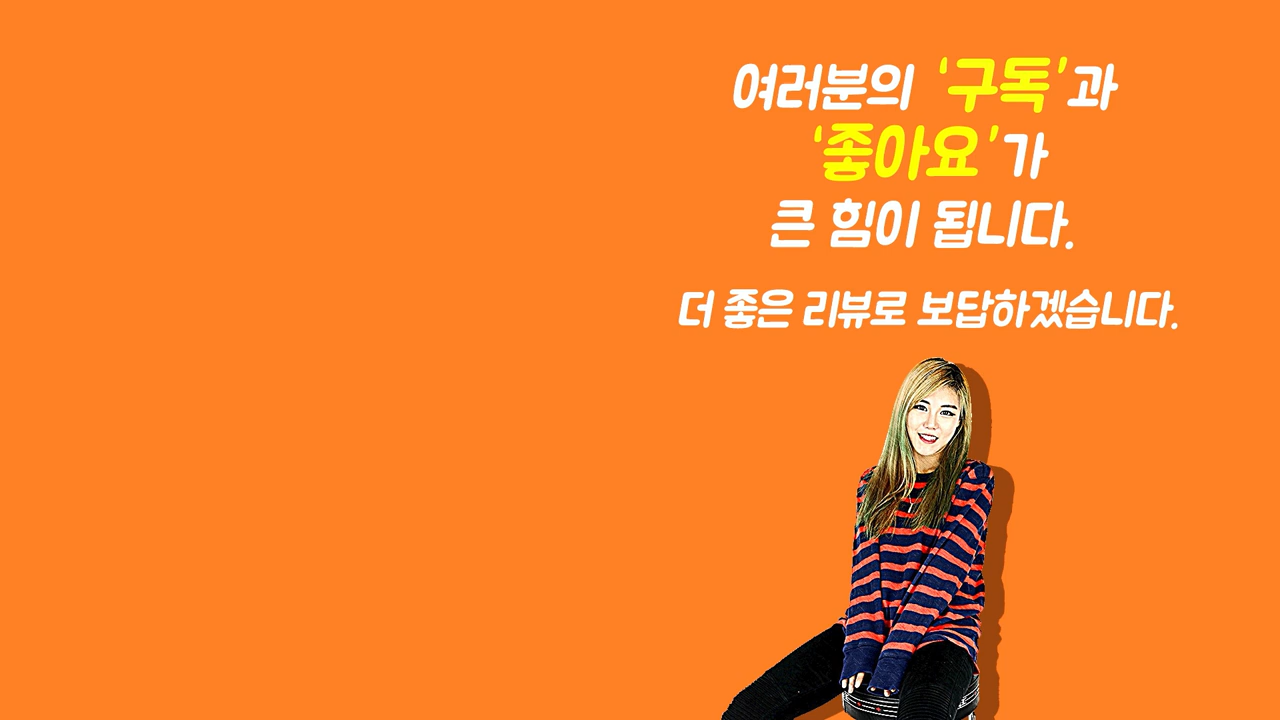 여러분의 ‘구독’과
‘좋아요’가
큰 힘이 됩니다.
더 좋은 리뷰로 보답하겠습니다.